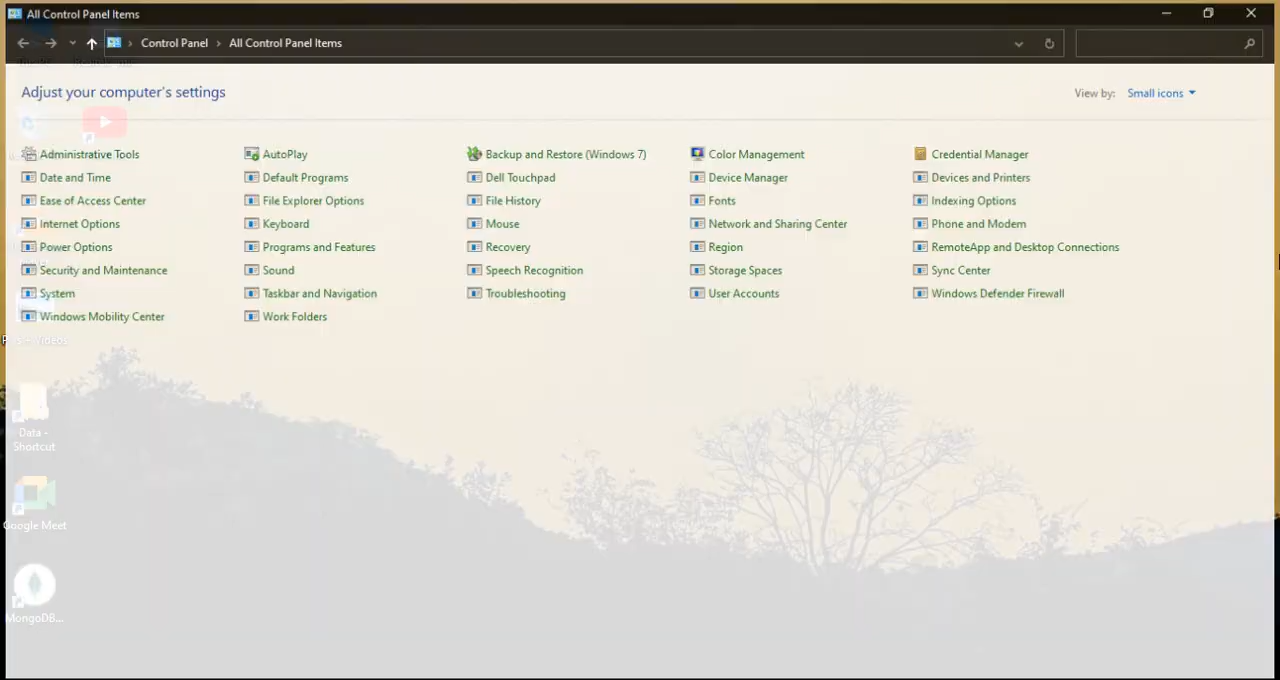 All Control Panel Items
Control Panel > All Control Panel Items
Adjust your computer's settings
View by: Small icons
Administrative Tools AutoPlay Backup and Restore (Windows 7) Color Management Credential Manager
Date and Time Default Programs Dell Touchpad Device Manager Devices and Printers
Ease of Access Center File Explorer Options File History Fonts Indexing Options
Internet Options Keyboard Mouse Network and Sharing Center Phone and Modem
Power Options Programs and Features Recovery Region RemoteApp and Desktop Connections
Security and Maintenance Sound Speech Recognition Storage Spaces Sync Center
System Taskbar and Navigation Troubleshooting User Accounts Windows Defender Firewall
Windows Mobility Center Work Folders
Videos
Data -
Shortcut
Google Meet
MongoDB...